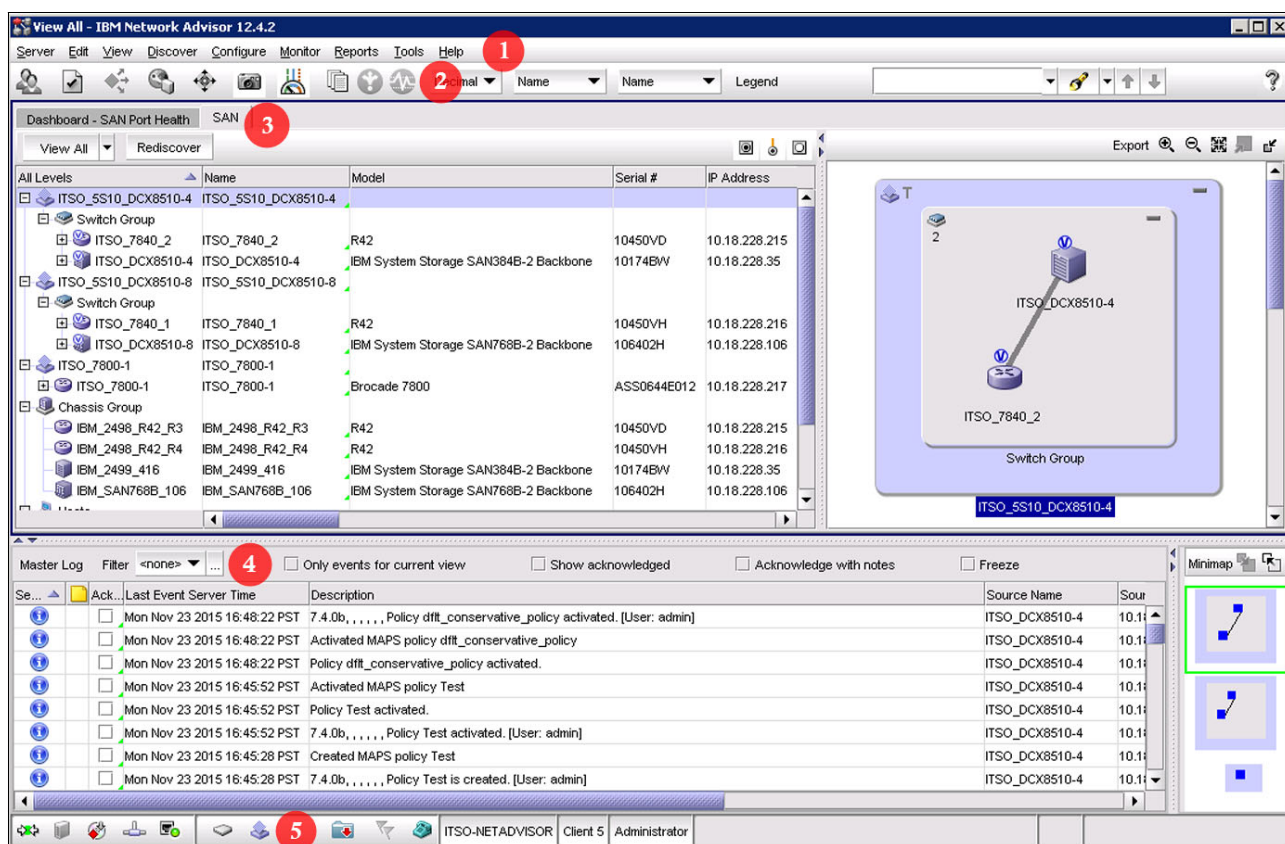 View All - IBM Network Advisor 12.4.2
Server Edit View Discover Configure Monitor Reports Tools Help 1
2 Name Name Legend ?
Dashboard - SAN Port Health SAN 3
View All Rediscover Export
All Levels Name Model Serial # IP Address
ITSO_5S10_DCX8510-4 ITSO_5S10_DCX8510-4
Switch Group
ITSO_7840_2 ITSO_7840_2 R42 10450VD 10.18.228.215
ITSO_DCX8510-4 ITSO_DCX8510-4 IBM System Storage SAN384B-2 Backbone 10174BW 10.18.228.35
ITSO_5S10_DCX8510-8 ITSO_5S10_DCX8510-8
Switch Group
ITSO_7840_1 ITSO_7840_1 R42 10450VH 10.18.228.216
ITSO_DCX8510-8 ITSO_DCX8510-8 IBM System Storage SAN768B-2 Backbone 106402H 10.18.228.106
ITSO_7800-1 ITSO_7800-1
ITSO_7800-1 ITSO_7800-1 Brocade 7800 ASS0644E012 10.18.228.217
Chassis Group
IBM_2498_R42_R3 IBM_2498_R42_R3 R42 10450VD 10.18.228.215
IBM_2498_R42_R4 IBM_2498_R42_R4 R42 10450VH 10.18.228.216
IBM_2499_416 IBM_2499_416 IBM System Storage SAN384B-2 Backbone 10174BW 10.18.228.35
IBM_SAN768B_106 IBM_SAN768B_106 IBM System Storage SAN768B-2 Backbone 106402H 10.18.228.106
T
2
V
ITSO_DCX8510-4
V
ITSO_7840_2
Switch Group
ITSO_5S10_DCX8510-4
Master Log Filter <none> ... 4 Only events for current view Show acknowledged Acknowledge with notes Freeze Minimap
Se... Ack... Last Event Server Time Description Source Name Sour
Mon Nov 23 2015 16:48:22 PST 7.4.0b, , , , , , Policy dflt_conservative_policy activated. [User: admin] ITSO_DCX8510-4
Mon Nov 23 2015 16:48:22 PST Activated MAPS policy dflt_conservative_policy ITSO_DCX8510-4
Mon Nov 23 2015 16:48:22 PST Policy dflt_conservative_policy activated. ITSO_DCX8510-4
Mon Nov 23 2015 16:45:52 PST Activated MAPS policy Test ITSO_DCX8510-4
Mon Nov 23 2015 16:45:52 PST Policy Test activated. ITSO_DCX8510-4
Mon Nov 23 2015 16:45:52 PST 7.4.0b, , , , , , Policy Test activated. [User: admin] ITSO_DCX8510-4
Mon Nov 23 2015 16:45:28 PST Created MAPS policy Test ITSO_DCX8510-4
Mon Nov 23 2015 16:45:28 PST 7.4.0b, , , , , , Policy Test is created. [User: admin] ITSO_DCX8510-4
5 ITSO-NETADVISOR Client 5 Administrator